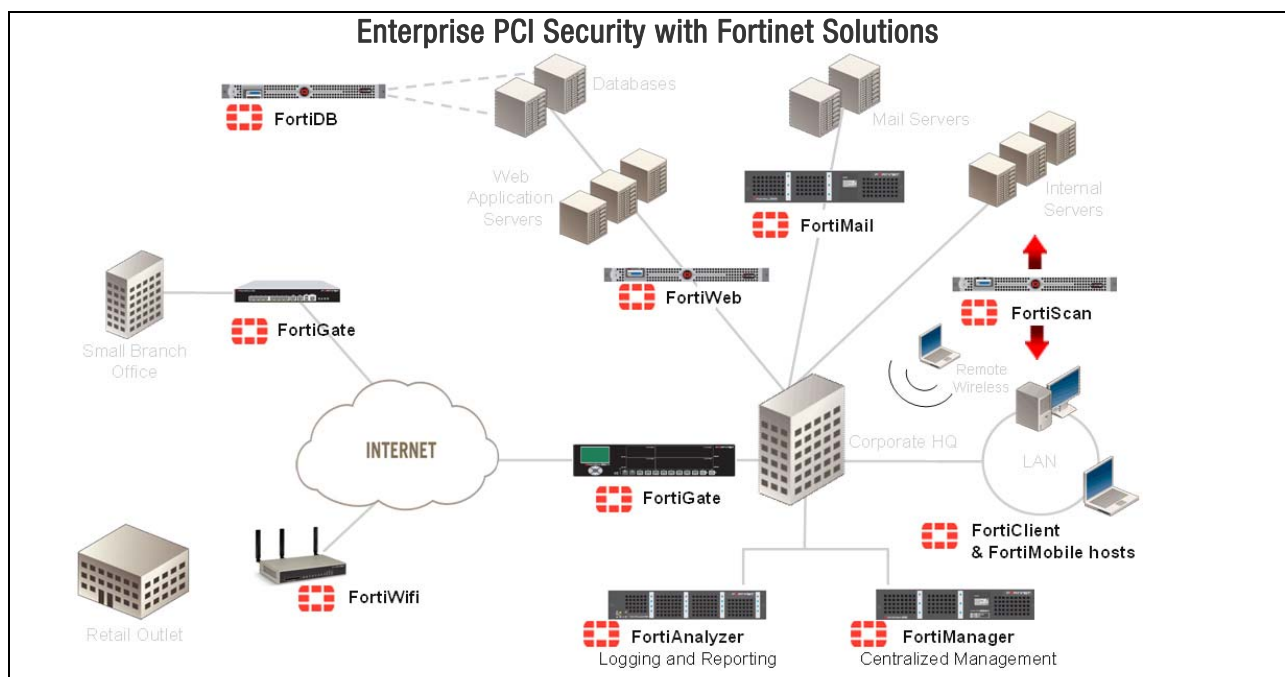 Enterprise PCI Security with Fortinet Solutions
Databases
FortiDB
Mail Servers
Web
Application
Servers
Internal
Servers
FortiMail
FortiWeb
FortiScan
FortiGate
Small Branch
Office
Remote
Wireless
INTERNET
Corporate HQ
LAN
FortiGate
FortiClient
& FortiMobile hosts
FortiWifi
Retail Outlet
FortiAnalyzer
Logging and Reporting
FortiManager
Centralized Management